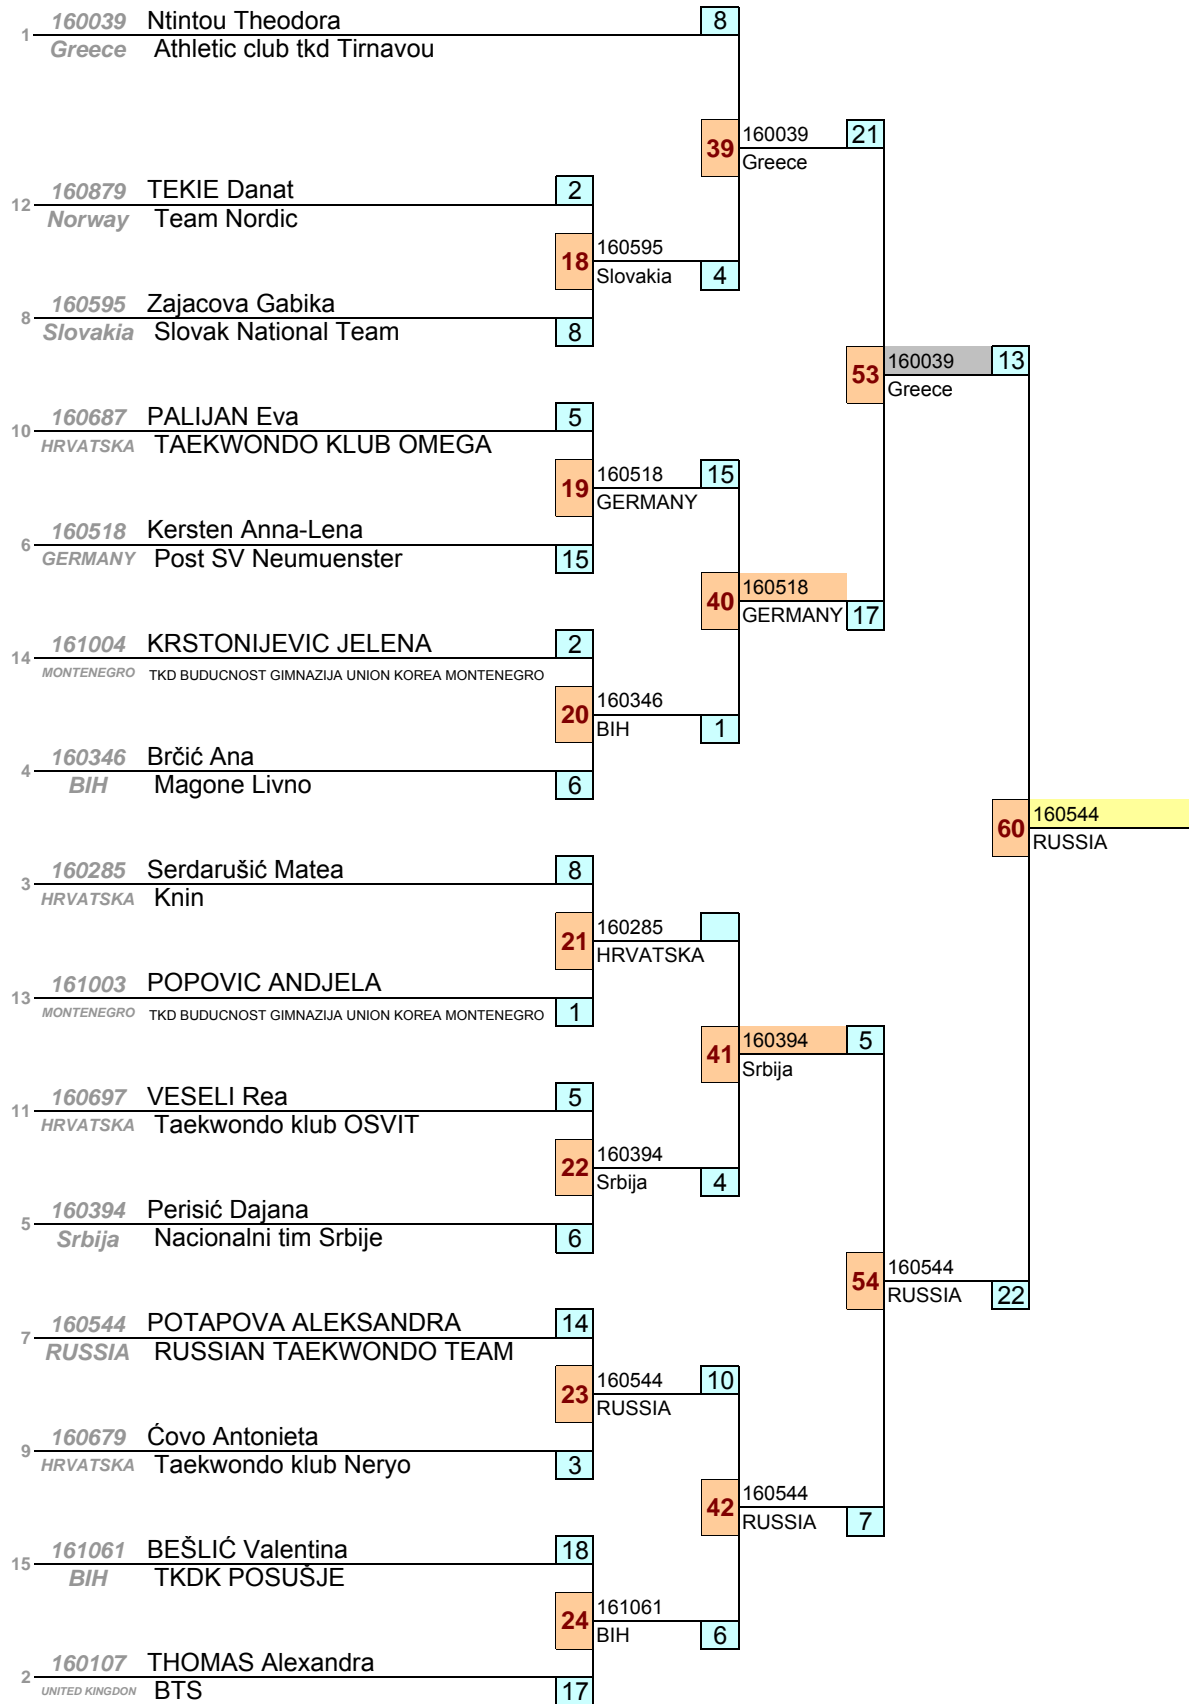 160039 Ntintou Theodora 8
1
Greece Athletic club tkd Tirnavou
39 160039 21
Greece
160879 TEKIE Danat 2
12
Norway Team Nordic
18 160595
Slovakia 4
160595 Zajacova Gabika
8
Slovakia Slovak National Team 8
53 160039 13
Greece
160687 PALIJAN Eva 5
10
HRVATSKA TAEKWONDO KLUB OMEGA
19 160518 15
GERMANY
160518 Kersten Anna-Lena
6
GERMANY Post SV Neumuenster 15
40 160518
GERMANY 17
161004 KRSTONIJEVIC JELENA 2
14
MONTENEGRO TKD BUDUCNOST GIMNAZIJA UNION KOREA MONTENEGRO
20 160346
BIH 1
160346 Brčić Ana
4
BIH Magone Livno 6
60 160544
RUSSIA
160285 Serdarušić Matea 8
3
HRVATSKA Knin
21 160285
HRVATSKA
161003 POPOVIC ANDJELA
13
MONTENEGRO TKD BUDUCNOST GIMNAZIJA UNION KOREA MONTENEGRO 1
41 160394 5
Srbija
160697 VESELI Rea 5
11
HRVATSKA Taekwondo klub OSVIT
22 160394
Srbija 4
160394 Perisić Dajana
5
Srbija Nacionalni tim Srbije 6
54 160544
RUSSIA 22
160544 POTAPOVA ALEKSANDRA 14
7
RUSSIA RUSSIAN TAEKWONDO TEAM
23 160544 10
RUSSIA
160679 Ćovo Antonieta
9
HRVATSKA Taekwondo klub Neryo 3
42 160544
RUSSIA 7
161061 BEŠLIĆ Valentina 18
15
BIH TKDK POSUŠJE
24 161061
BIH 6
160107 THOMAS Alexandra
2
UNITED KINGDON BTS 17